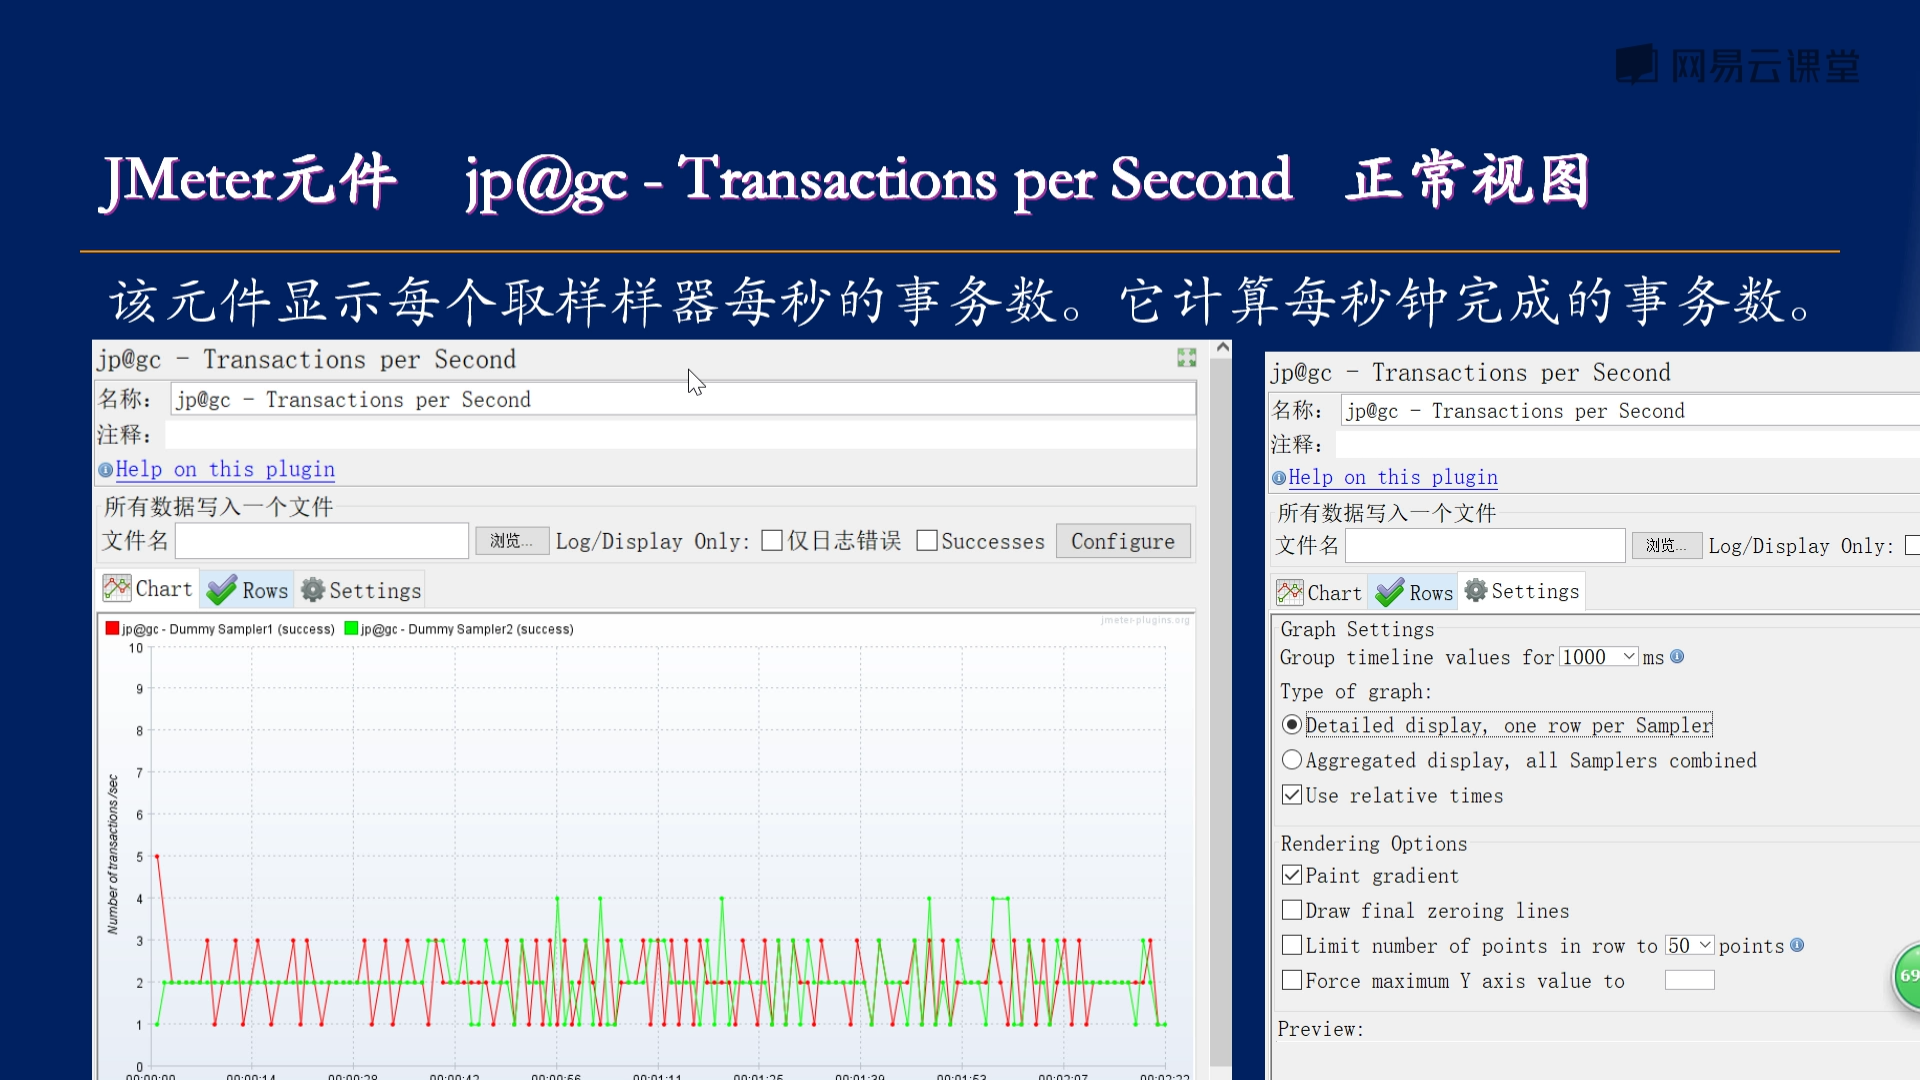 网易云课堂
JMeter元件 jp@gc - Transactions per Second 正常视图
该元件显示每个取样样器每秒的事务数。它计算每秒钟完成的事务数。
jp@gc - Transactions per Second
名称： jp@gc - Transactions per Second
注释：
Help on this plugin
所有数据写入一个文件
文件名 浏览... Log/Display Only: 仅日志错误 Successes Configure
Chart Rows Settings
jp@gc - Dummy Sampler1 (success) jp@gc - Dummy Sampler2 (success)
jmeter-plugins.org
Number of transactions /sec
10
9
8
7
6
5
4
3
2
1
0
00:00:00 00:00:14 00:00:28 00:00:42 00:00:56 00:01:11 00:01:25 00:01:39 00:01:53 00:02:07 00:02:22
jp@gc - Transactions per Second
名称： jp@gc - Transactions per Second
注释：
Help on this plugin
所有数据写入一个文件
文件名 浏览... Log/Display Only:
Chart Rows Settings
Graph Settings
Group timeline values for 1000 ms
Type of graph:
Detailed display, one row per Sampler
Aggregated display, all Samplers combined
Use relative times
Rendering Options
Paint gradient
Draw final zeroing lines
Limit number of points in row to 50 points
Force maximum Y axis value to
Preview:
69